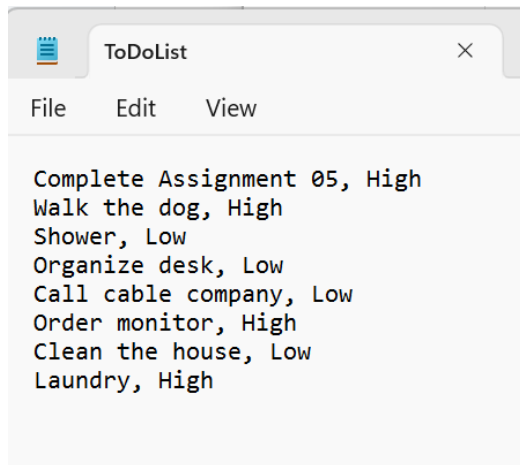 ToDoList
File Edit View
Complete Assignment 05, High
Walk the dog, High
Shower, Low
Organize desk, Low
Call cable company, Low
Order monitor, High
Clean the house, Low
Laundry, High